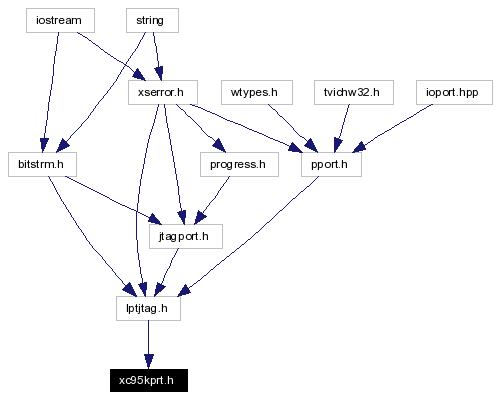 iostream
string
xserror.h
wtypes.h
tvichw32.h
ioport.hpp
bitstrm.h
progress.h
pport.h
jtagport.h
lptjtag.h
xc95kprt.h